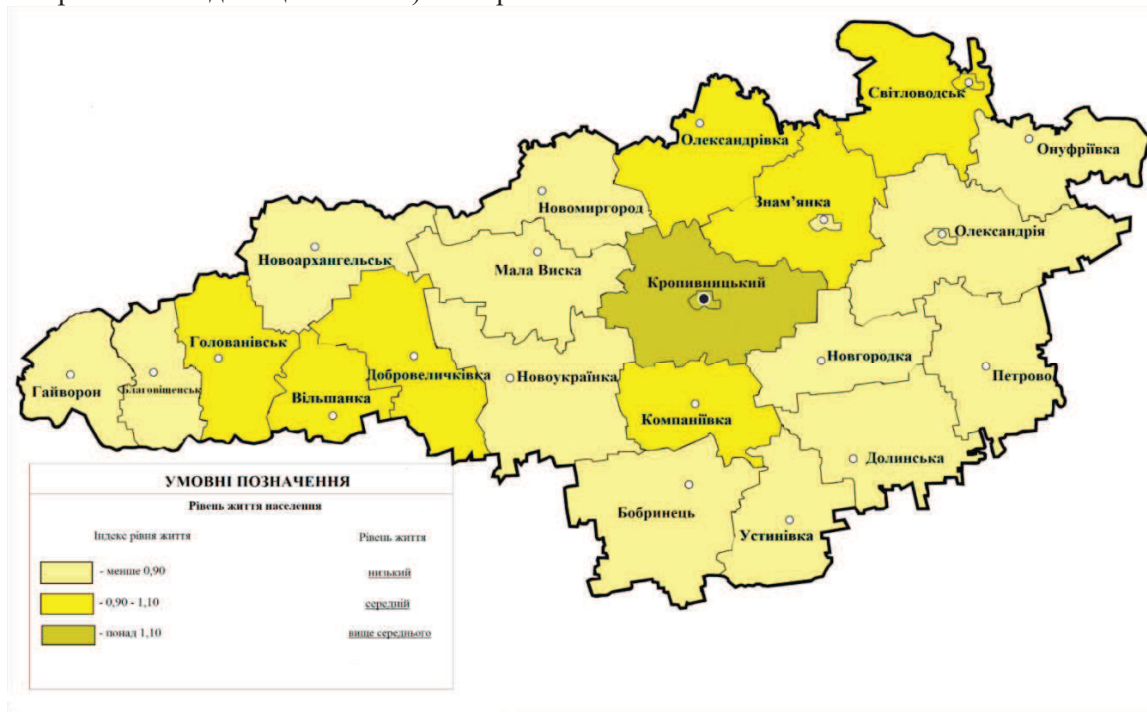 Світловодськ
Олександрівка
Онуфріївка
Знам’янка
Новомиргород
Олександрія
Новоархангельськ
Мала Виска
Кропивницький
Голованівськ
Новгородка
Добровеличківка
Новоукраїнка
Петрово
Гайворон
Благовіщенськ
Вільшанка
Компаніївка
Долинська
Бобринець
Устинівка
УМОВНІ ПОЗНАЧЕННЯ
Рівень життя населення
Індекс рівня життя Рівень життя
- менше 0,90 низький
- 0,90 - 1,10 середній
- понад 1,10 вище середнього